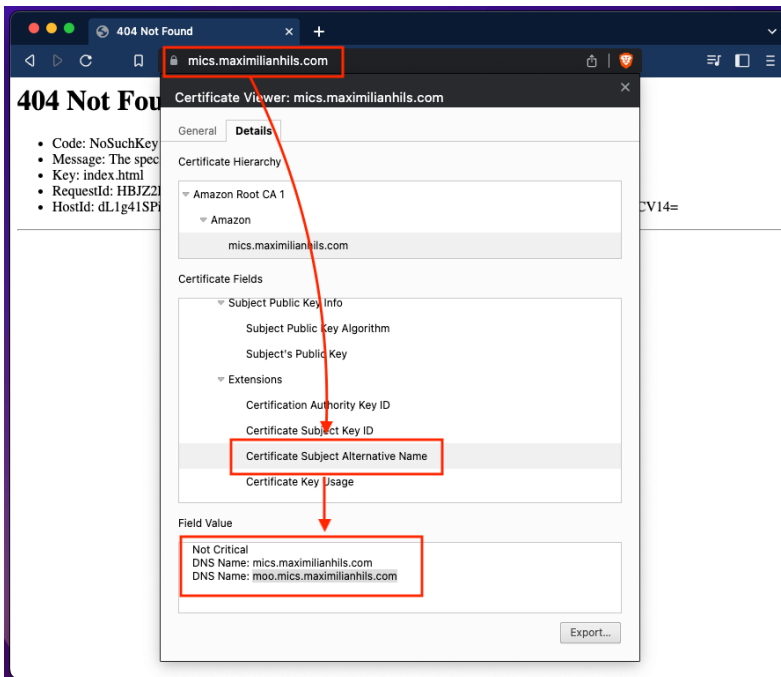 404 Not Found
mics.maximilianhils.com
404 Not Fou
Code: NoSuchKey
Message: The spec
Key: index.html
RequestId: HBJZ2
HostId: dL1g41SPi
CV14=
Certificate Viewer: mics.maximilianhils.com
General Details
Certificate Hierarchy
Amazon Root CA 1
Amazon
mics.maximilianhils.com
Certificate Fields
Subject Public Key Info
Subject Public Key Algorithm
Subject's Public Key
Extensions
Certification Authority Key ID
Certificate Subject Key ID
Certificate Subject Alternative Name
Certificate Key Usage
Field Value
Not Critical
DNS Name: mics.maximilianhils.com
DNS Name: moo.mics.maximilianhils.com
Export...